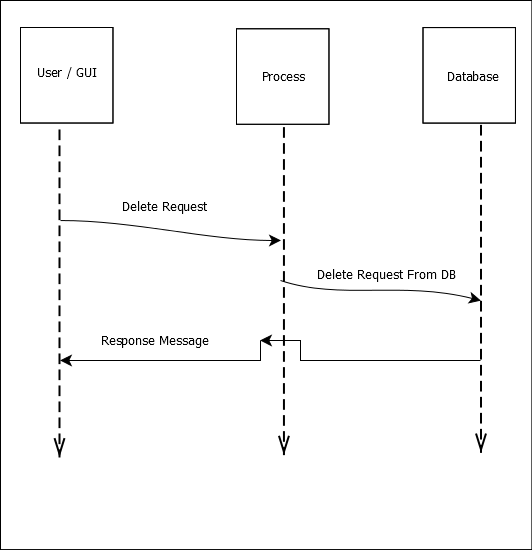 User / GUI
Process
Database
Delete Request
Delete Request From DB
Response Message